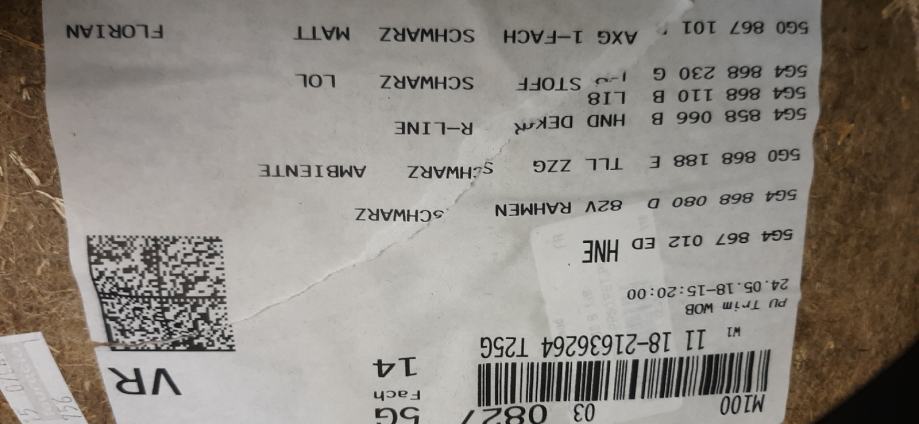 M100 03 0827 5G
Fach
14
VR
W1 11 18-21636264 T25G
PU Trim WOB
24.05.18-15:20:00
5G4 867 012 ED HNE
5G4 868 080 D 82V RAHMEN SCHWARZ
5G0 868 188 E TLL ZZG SCHWARZ AMBIENTE
5G4 858 066 B HND R-LINE
5G4 868 110 B LI8
5G4 868 230 G STOFF SCHWARZ LOL
5G0 867 101 AXG 1-FACH SCHWARZ MATT FLORIAN